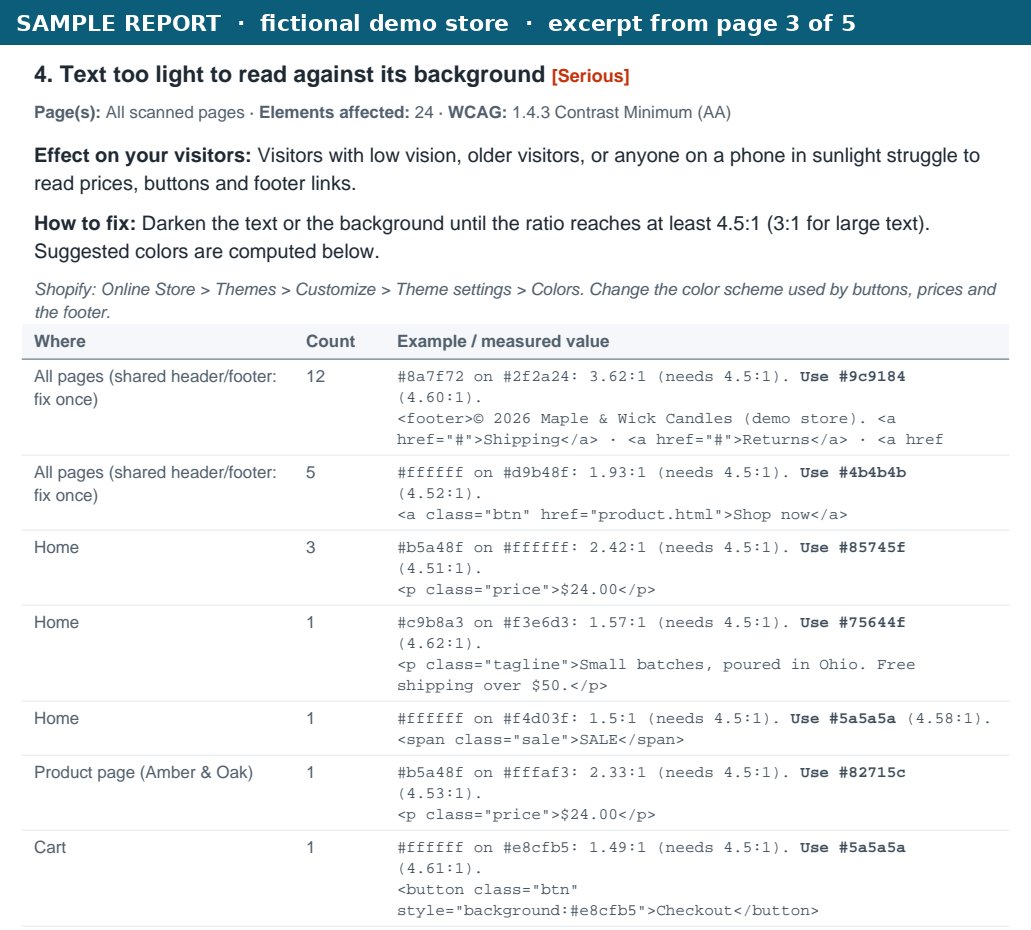 SAMPLE REPORT · fictional demo store · excerpt from page 3 of 5
4. Text too light to read against its background [Serious]
Page(s): All scanned pages · Elements affected: 24 · WCAG: 1.4.3 Contrast Minimum (AA)
Effect on your visitors: Visitors with low vision, older visitors, or anyone on a phone in sunlight struggle to
read prices, buttons and footer links.
How to fix: Darken the text or the background until the ratio reaches at least 4.5:1 (3:1 for large text).
Suggested colors are computed below.
Shopify: Online Store > Themes > Customize > Theme settings > Colors. Change the color scheme used by buttons, prices and
the footer.
Where Count Example / measured value
All pages (shared header/footer: 12 #8a7f72 on #2f2a24: 3.62:1 (needs 4.5:1). Use #9c9184
fix once) (4.60:1).
<footer>© 2026 Maple & Wick Candles (demo store). <a
href="#">Shipping</a> · <a href="#">Returns</a> · <a href
All pages (shared header/footer: 5 #ffffff on #d9b48f: 1.93:1 (needs 4.5:1). Use #4b4b4b
fix once) (4.52:1).
<a class="btn" href="product.html">Shop now</a>
Home 3 #b5a48f on #ffffff: 2.42:1 (needs 4.5:1). Use #85745f
(4.51:1).
<p class="price">$24.00</p>
Home 1 #c9b8a3 on #f3e6d3: 1.57:1 (needs 4.5:1). Use #75644f
(4.62:1).
<p class="tagline">Small batches, poured in Ohio. Free
shipping over $50.</p>
Home 1 #ffffff on #f4d03f: 1.5:1 (needs 4.5:1). Use #5a5a5a (4.58:1).
<span class="sale">SALE</span>
Product page (Amber & Oak) 1 #b5a48f on #fffaf3: 2.33:1 (needs 4.5:1). Use #82715c
(4.53:1).
<p class="price">$24.00</p>
Cart 1 #ffffff on #e8cfb5: 1.49:1 (needs 4.5:1). Use #5a5a5a
(4.61:1).
<button class="btn"
style="background:#e8cfb5">Checkout</button>